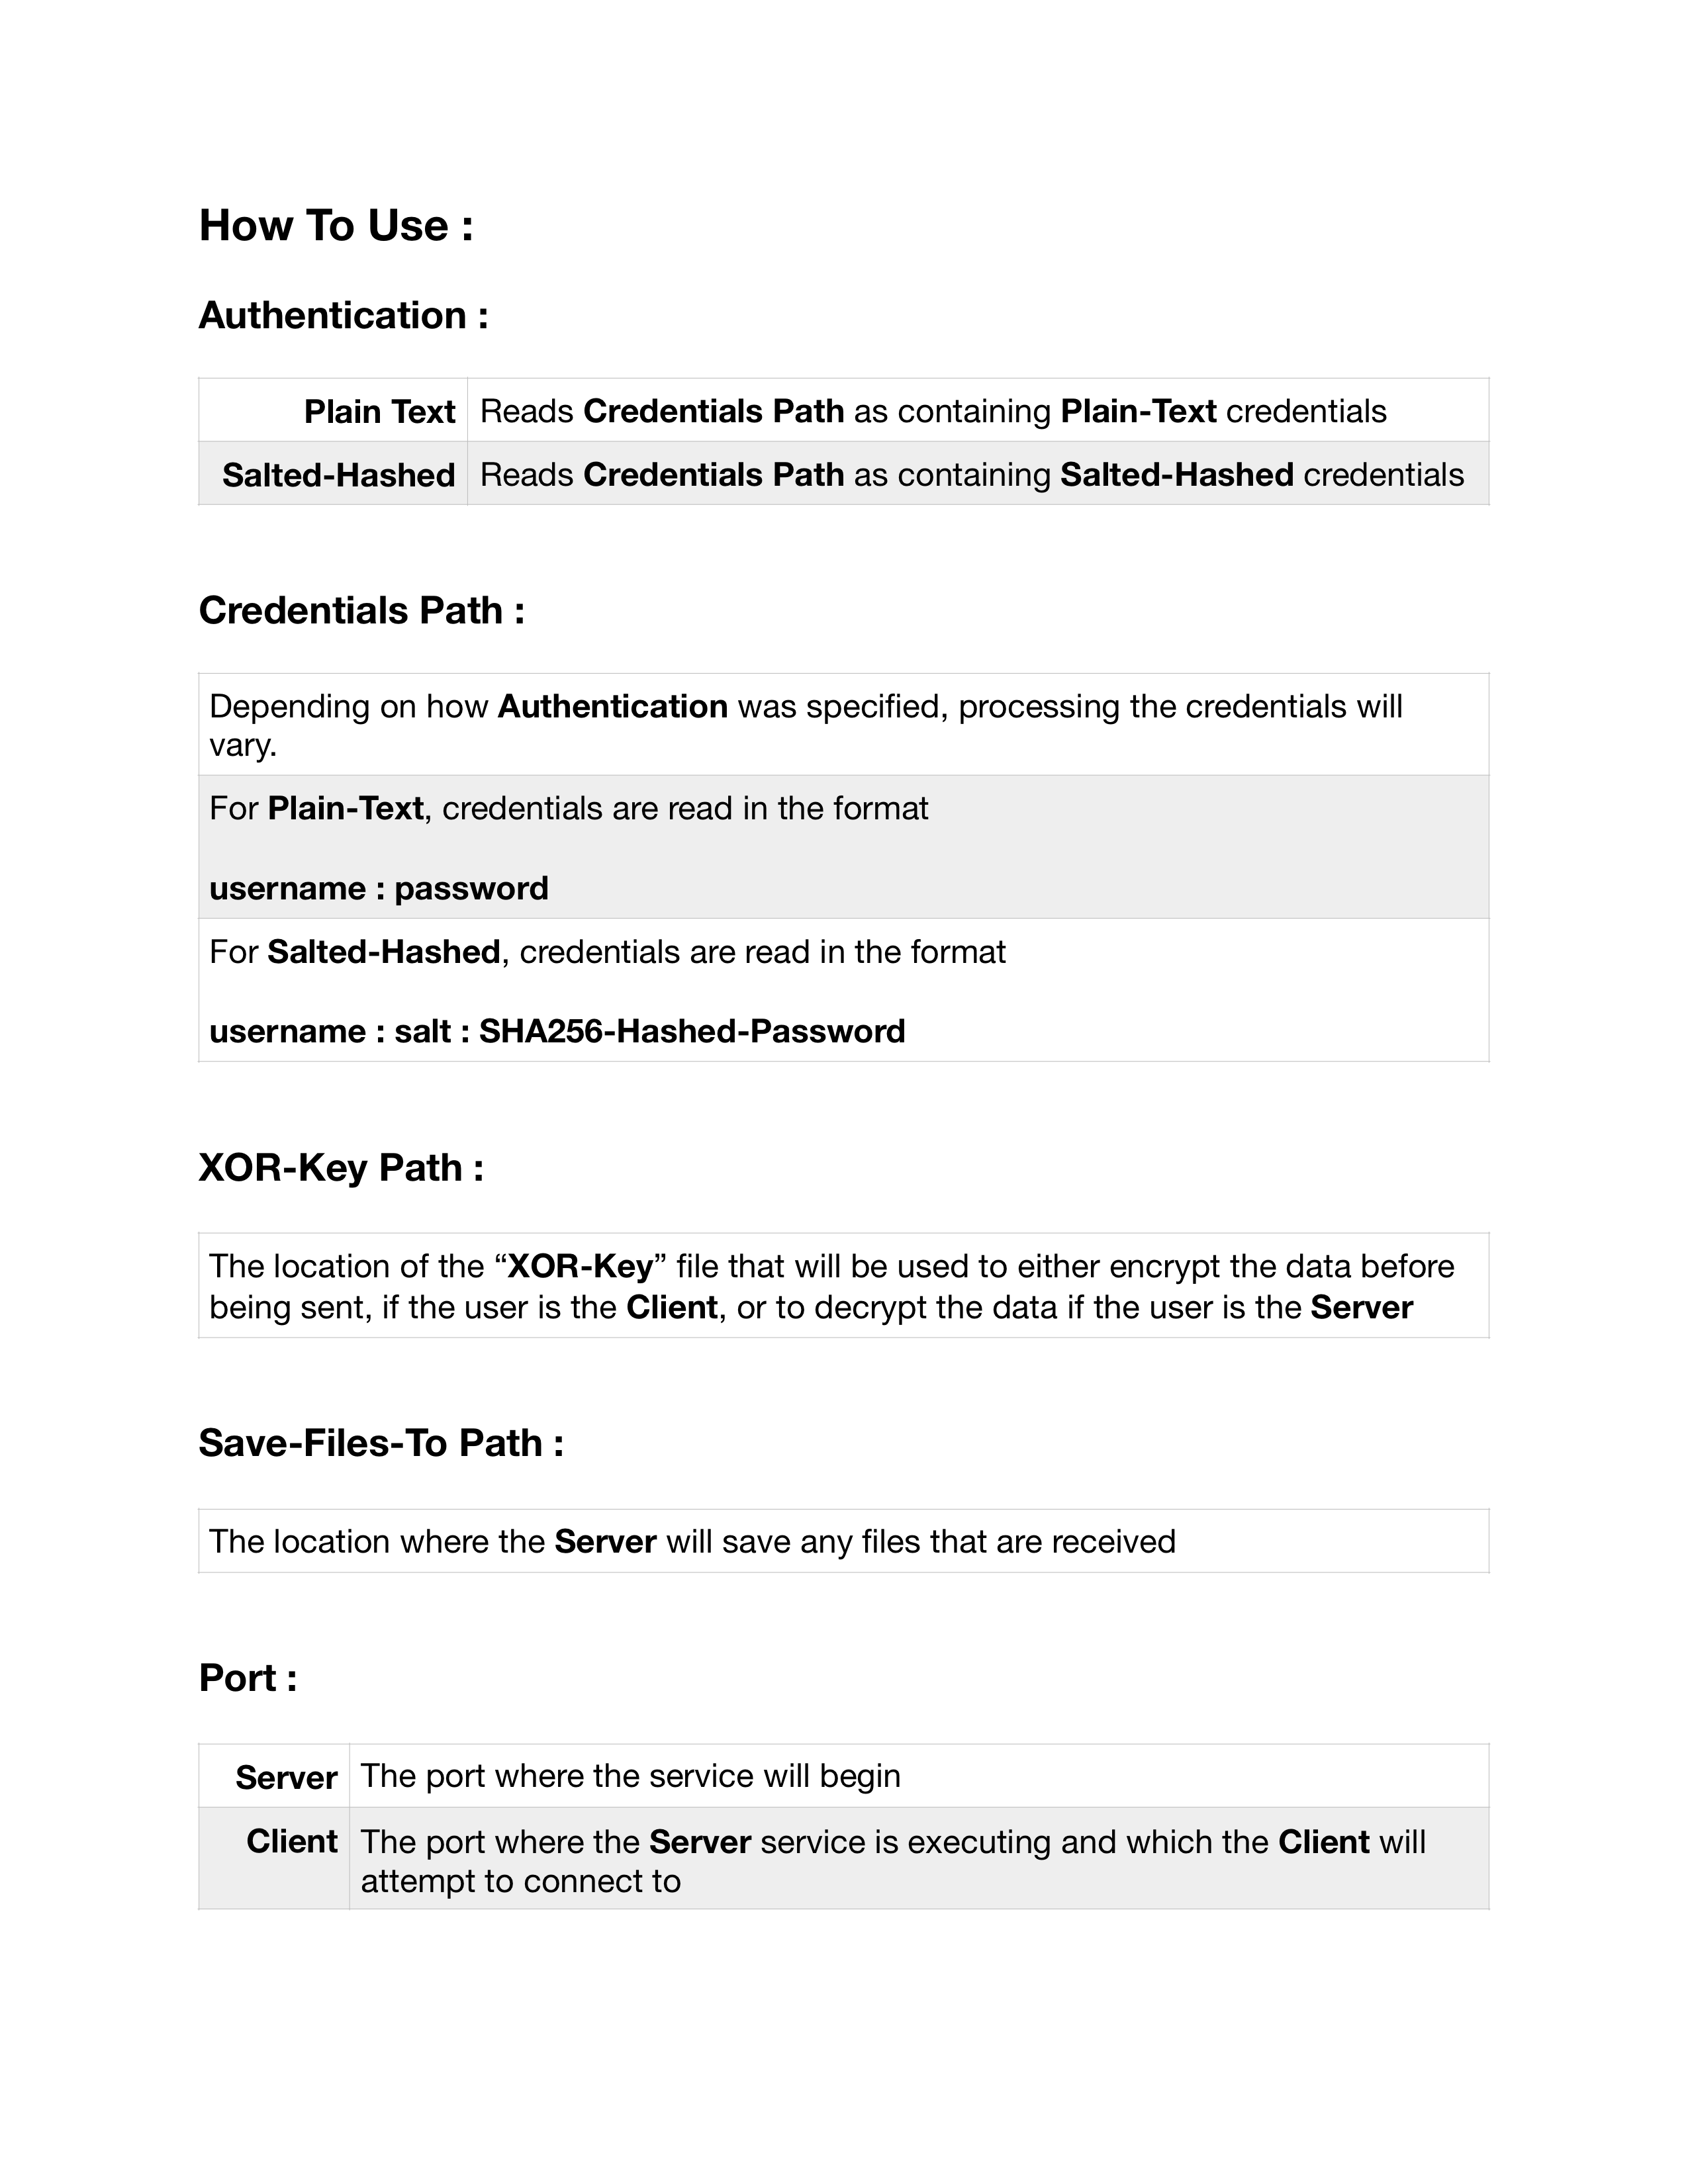 How To Use :
Authentication :
Plain Text Reads Credentials Path as containing Plain-Text credentials
Salted-Hashed Reads Credentials Path as containing Salted-Hashed credentials
Credentials Path :
Depending on how Authentication was specified, processing the credentials will
vary.
For Plain-Text, credentials are read in the format
username : password
For Salted-Hashed, credentials are read in the format
username : salt : SHA256-Hashed-Password
XOR-Key Path :
The location of the “XOR-Key” file that will be used to either encrypt the data before
being sent, if the user is the Client, or to decrypt the data if the user is the Server
Save-Files-To Path :
The location where the Server will save any files that are received
Port :
Server The port where the service will begin
Client The port where the Server service is executing and which the Client will
attempt to connect to